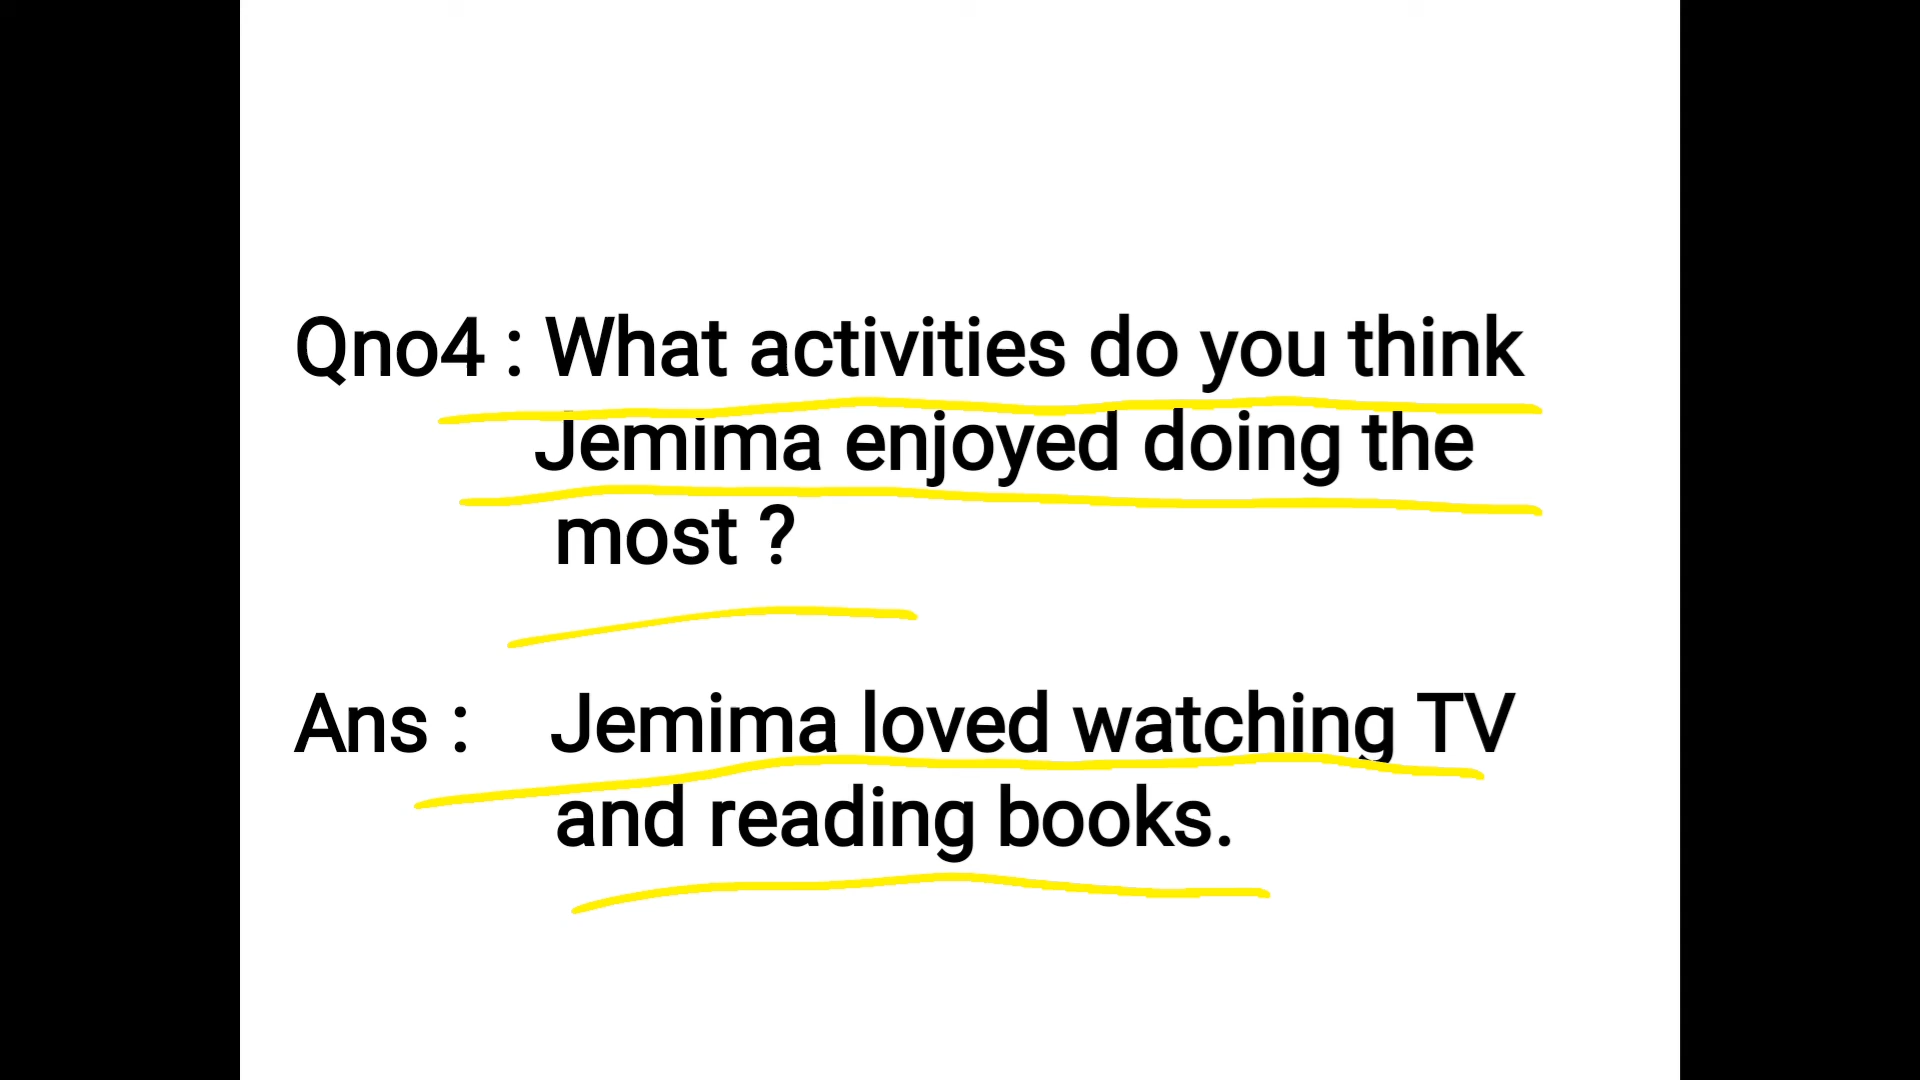 Qno4 : What activities do you think
Jemima enjoyed doing the
most ?
Ans : Jemima loved watching TV
and reading books.